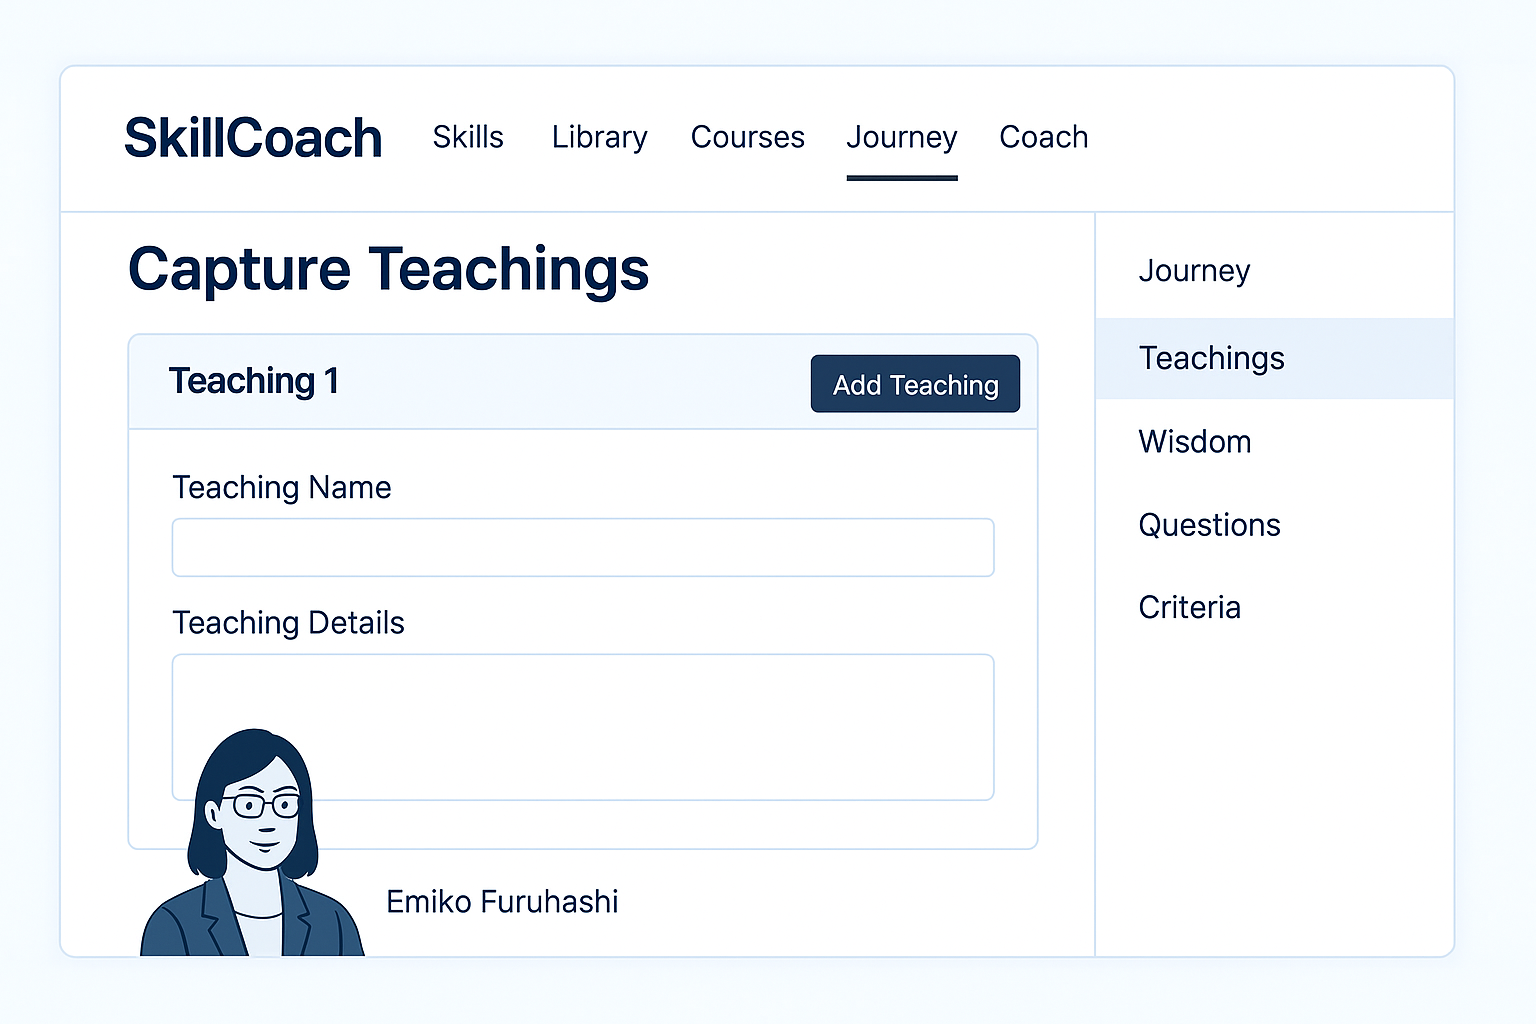 SkillCoach Skills Library Courses Journey Coach
Capture Teachings
Teaching 1
Add Teaching
Teaching Name
Teaching Details
Emiko Furuhashi
Journey
Teachings
Wisdom
Questions
Criteria